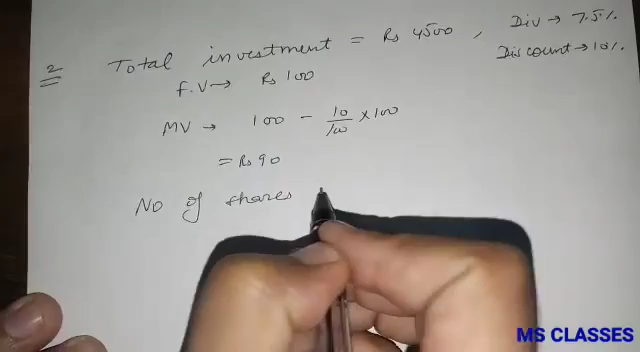 2 Total investment = Rs 4500, Div → 7.5%.
Discount → 10%.
F.V → Rs 100
MV → 100 - 10/100 × 100
= Rs 90
No of shares
MS CLASSES